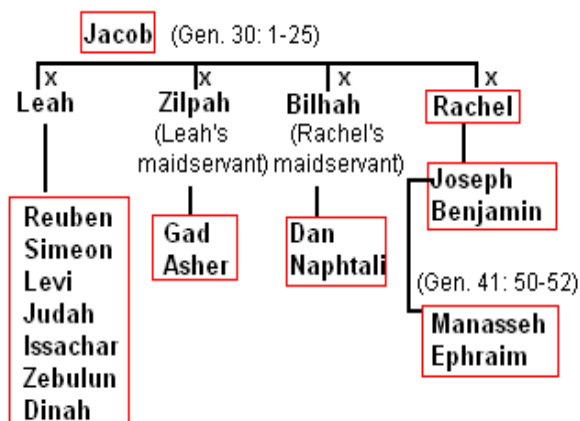 Jacob (Gen. 30: 1-25)
x x x x
Leah Zilpah Bilhah Rachel
(Leah's (Rachel's
maidservant) maidservant)
Joseph
Benjamin
Reuben
Simeon
Levi
Judah
Issachar
Zebulun
Dinah
Gad
Asher
Dan
Naphtali
(Gen. 41: 50-52)
Manasseh
Ephraim